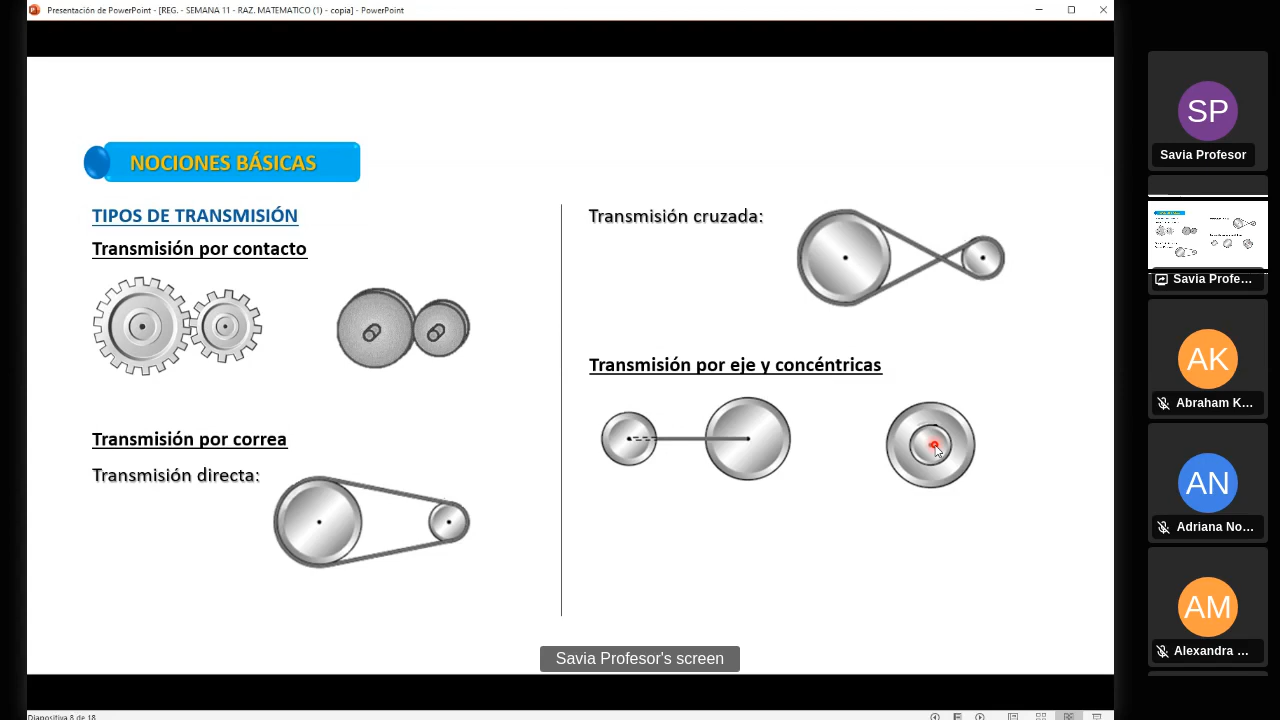 Presentación de PowerPoint - [REG. - SEMANA 11 - RAZ. MATEMATICO (1) - copia] - PowerPoint
NOCIONES BÁSICAS
TIPOS DE TRANSMISIÓN
Transmisión por contacto
Transmisión por correa
Transmisión directa:
Transmisión cruzada:
Transmisión por eje y concéntricas
Savia Profesor's screen
Diapositiva 8 de 18
SP
Savia Profesor
Savia Profe...
AK
Abraham K...
AN
Adriana No...
AM
Alexandra ...